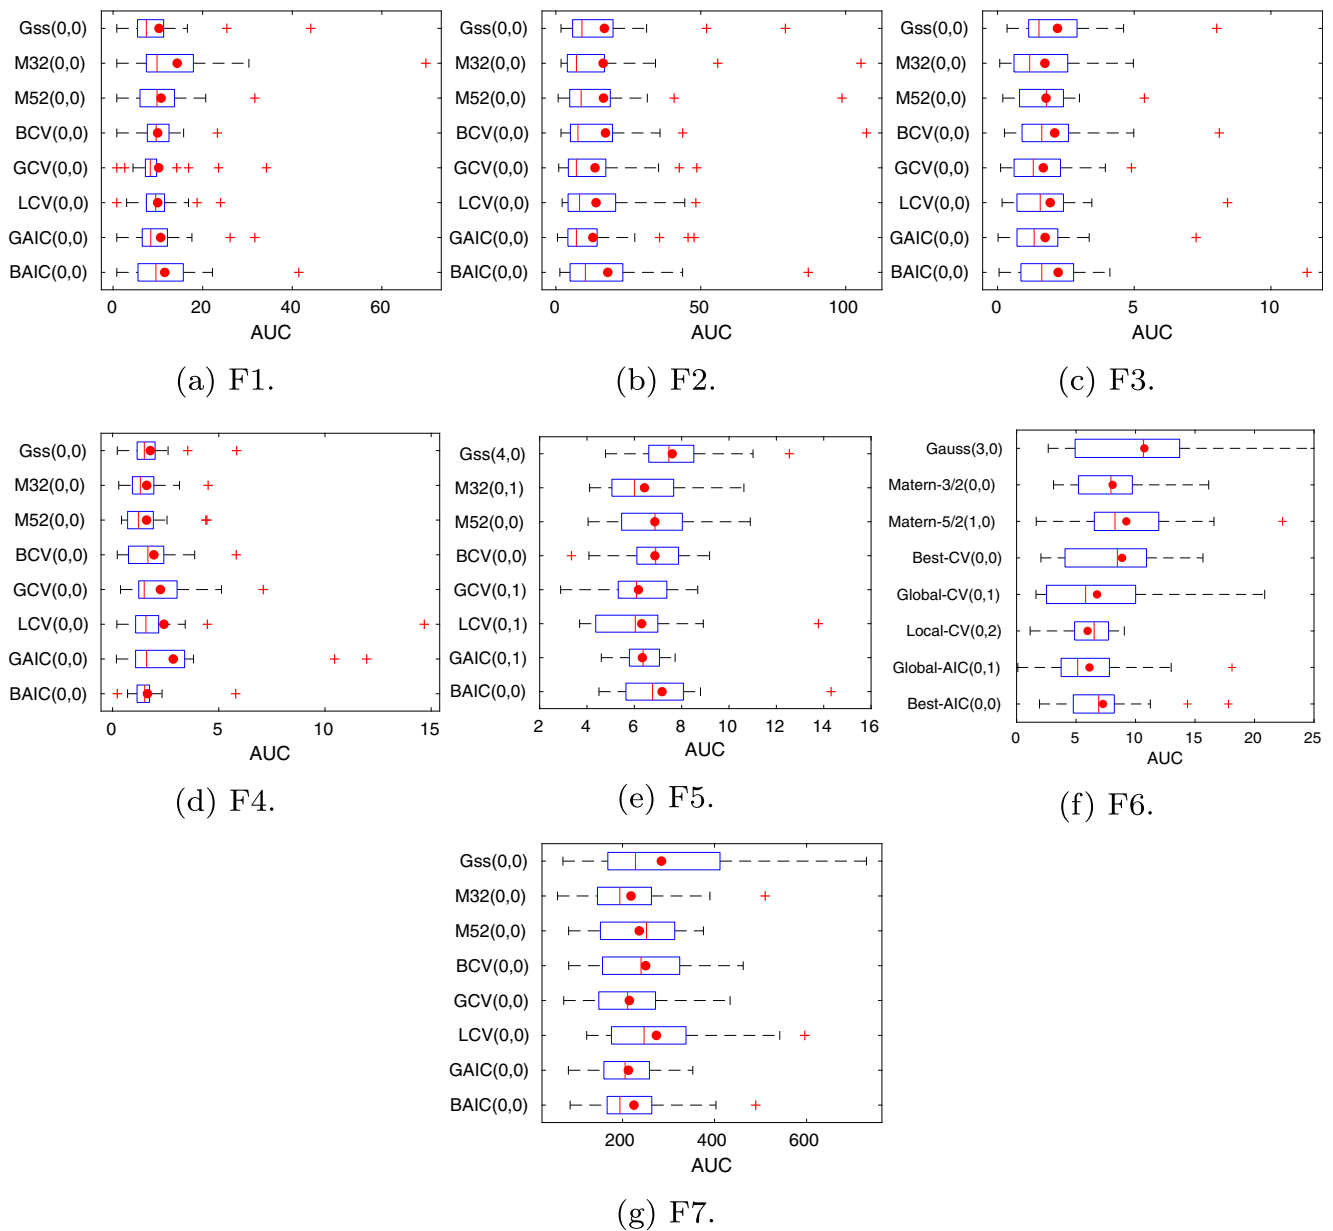 Gss(0,0)
M32(0,0)
M52(0,0)
BCV(0,0)
GCV(0,0)
LCV(0,0)
GAIC(0,0)
BAIC(0,0)
0 20 40 60
AUC
(a) F1.
Gss(0,0)
M32(0,0)
M52(0,0)
BCV(0,0)
GCV(0,0)
LCV(0,0)
GAIC(0,0)
BAIC(0,0)
0 50 100
AUC
(b) F2.
Gss(0,0)
M32(0,0)
M52(0,0)
BCV(0,0)
GCV(0,0)
LCV(0,0)
GAIC(0,0)
BAIC(0,0)
0 5 10
AUC
(c) F3.
Gss(0,0)
M32(0,0)
M52(0,0)
BCV(0,0)
GCV(0,0)
LCV(0,0)
GAIC(0,0)
BAIC(0,0)
0 5 10 15
AUC
(d) F4.
Gss(4,0)
M32(0,1)
M52(0,0)
BCV(0,0)
GCV(0,1)
LCV(0,1)
GAIC(0,1)
BAIC(0,0)
2 4 6 8 10 12 14 16
AUC
(e) F5.
Gauss(3,0)
Matern-3/2(0,0)
Matern-5/2(1,0)
Best-CV(0,0)
Global-CV(0,1)
Local-CV(0,2)
Global-AIC(0,1)
Best-AIC(0,0)
0 5 10 15 20 25
AUC
(f) F6.
Gss(0,0)
M32(0,0)
M52(0,0)
BCV(0,0)
GCV(0,0)
LCV(0,0)
GAIC(0,0)
BAIC(0,0)
200 400 600
AUC
(g) F7.